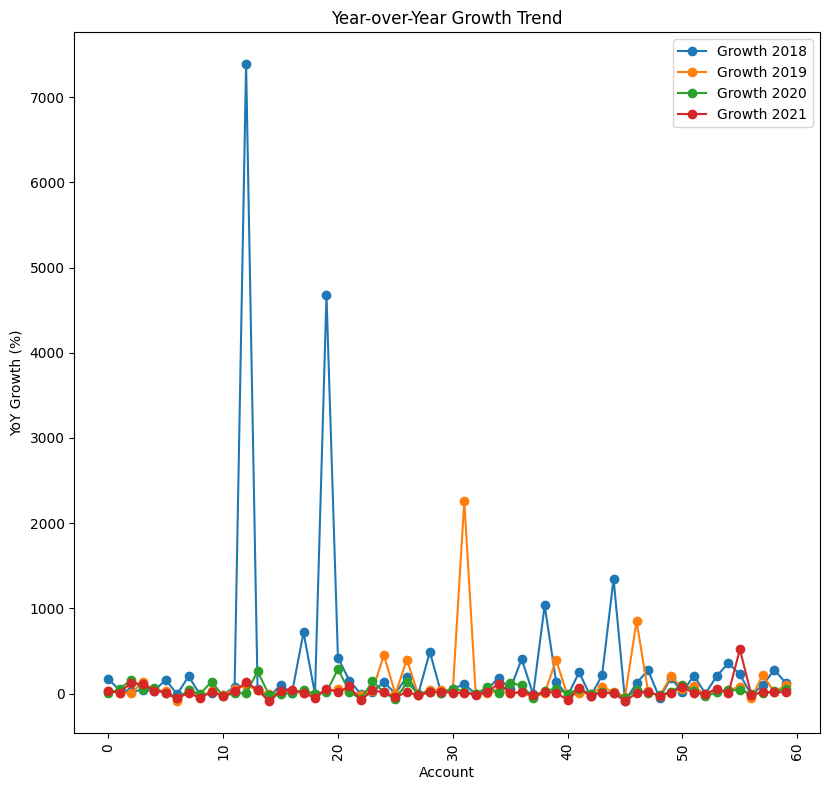 Year-over-Year Growth Trend
Growth 2018
Growth 2019
Growth 2020
Growth 2021
YoY Growth (%)
7000
6000
5000
4000
3000
2000
1000
0
0
10
20
30
40
50
60
Account